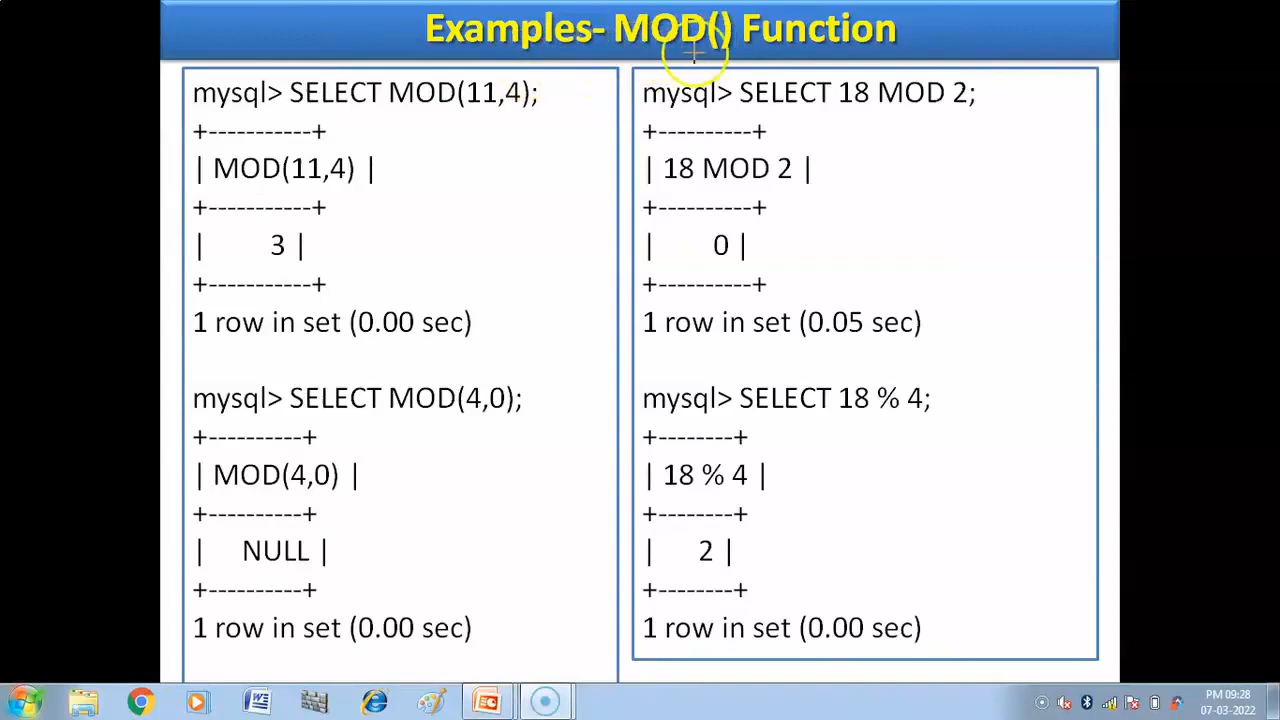 Examples- MOD() Function
mysql> SELECT MOD(11,4);
+-----------+
| MOD(11,4) |
+-----------+
|         3 |
+-----------+
1 row in set (0.00 sec)
mysql> SELECT MOD(4,0);
+----------+
| MOD(4,0) |
+----------+
|     NULL |
+----------+
1 row in set (0.00 sec)
mysql> SELECT 18 MOD 2;
+----------+
| 18 MOD 2 |
+----------+
|        0 |
+----------+
1 row in set (0.05 sec)
mysql> SELECT 18 % 4;
+--------+
| 18 % 4 |
+--------+
|      2 |
+--------+
1 row in set (0.00 sec)
PM 09:28
07-03-2022